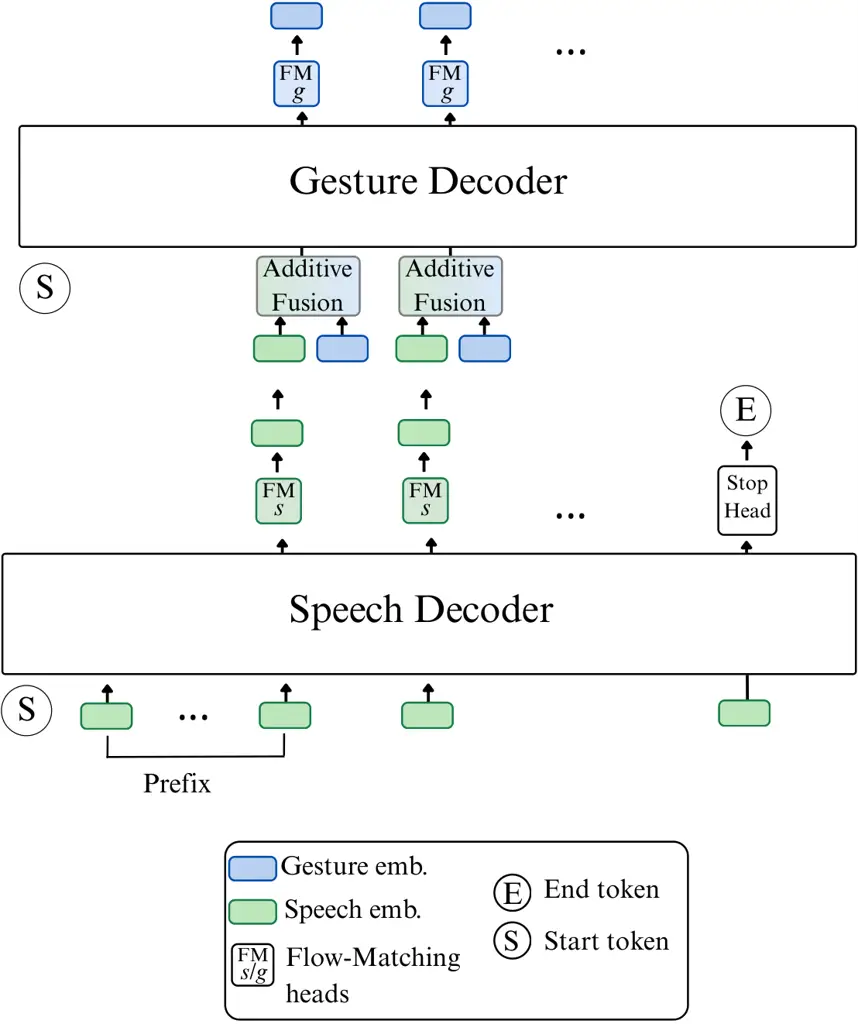 FM
g
FM
g
...
Gesture Decoder
S
Additive
Fusion
Additive
Fusion
E
FM
s
FM
s
...
Stop
Head
Speech Decoder
S
...
Prefix
Gesture emb.
Speech emb.
FM
s/g
Flow-Matching
heads
E End token
S Start token